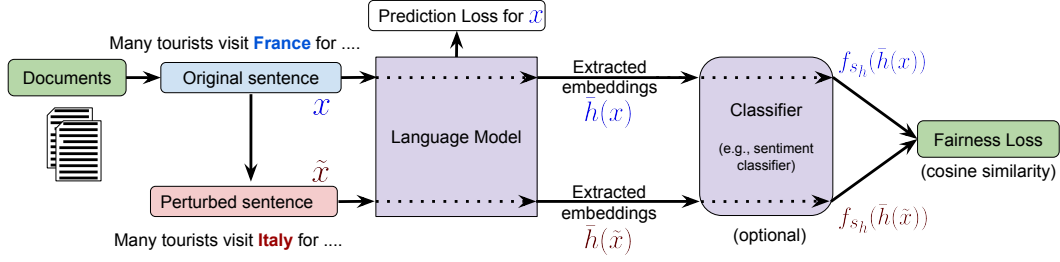 Prediction Loss for x
Many tourists visit France for ....
Documents
Original sentence
x
Language Model
Extracted
embeddings
h̄(x)
Classifier
(e.g., sentiment
classifier)
(optional)
f_{s_h}(h̄(x))
Fairness Loss
(cosine similarity)
x̃
Perturbed sentence
Many tourists visit Italy for ....
Extracted
embeddings
h̄(x̃)
f_{s_h}(h̄(x̃))